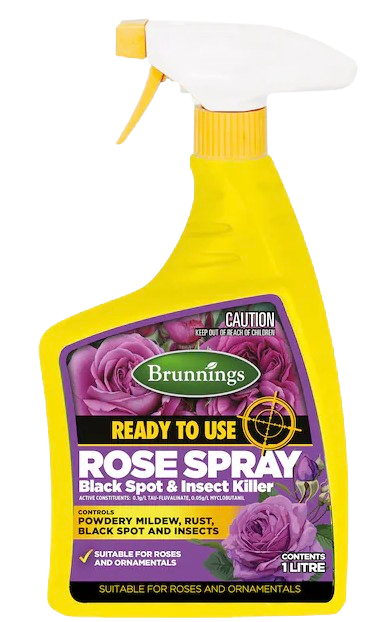 CAUTION
KEEP OUT OF REACH OF CHILDREN
Brunnings
READY TO USE
ROSE SPRAY
Black Spot & Insect Killer
ACTIVE CONSTITUENTS: 0.1g/L TAU-FLUVALINATE, 0.05g/L MYCLOBUTANIL
CONTROLS
POWDERY MILDEW, RUST,
BLACK SPOT AND INSECTS
SUITABLE FOR ROSES
AND ORNAMENTALS
CONTENTS
1 LITRE
SUITABLE FOR ROSES AND ORNAMENTALS